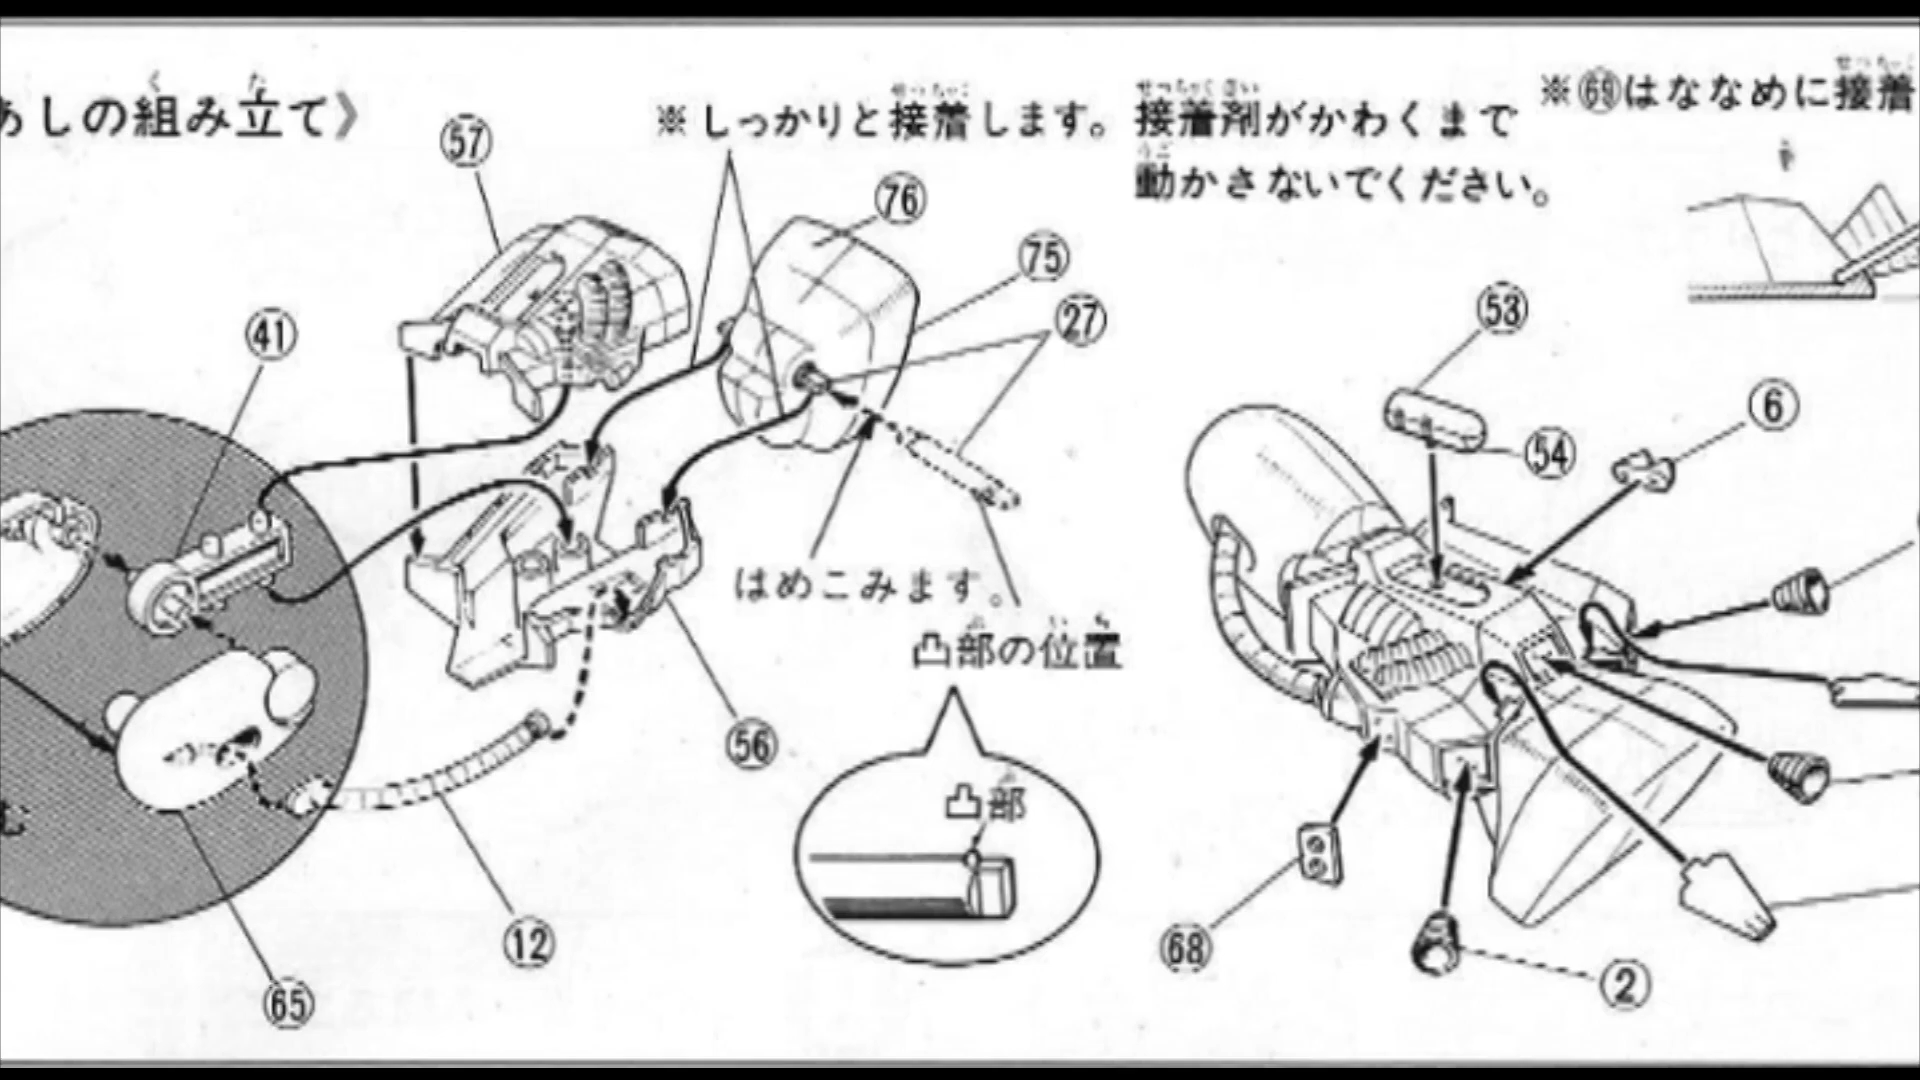 あしの組み立て》
※しっかりと接着します。接着剤がかわくまで
動かさないでください。
※69はななめに接着
57
76
75
27
41
53
54
6
はめこみます。
凸部の位置
凸部
56
12
65
68
2